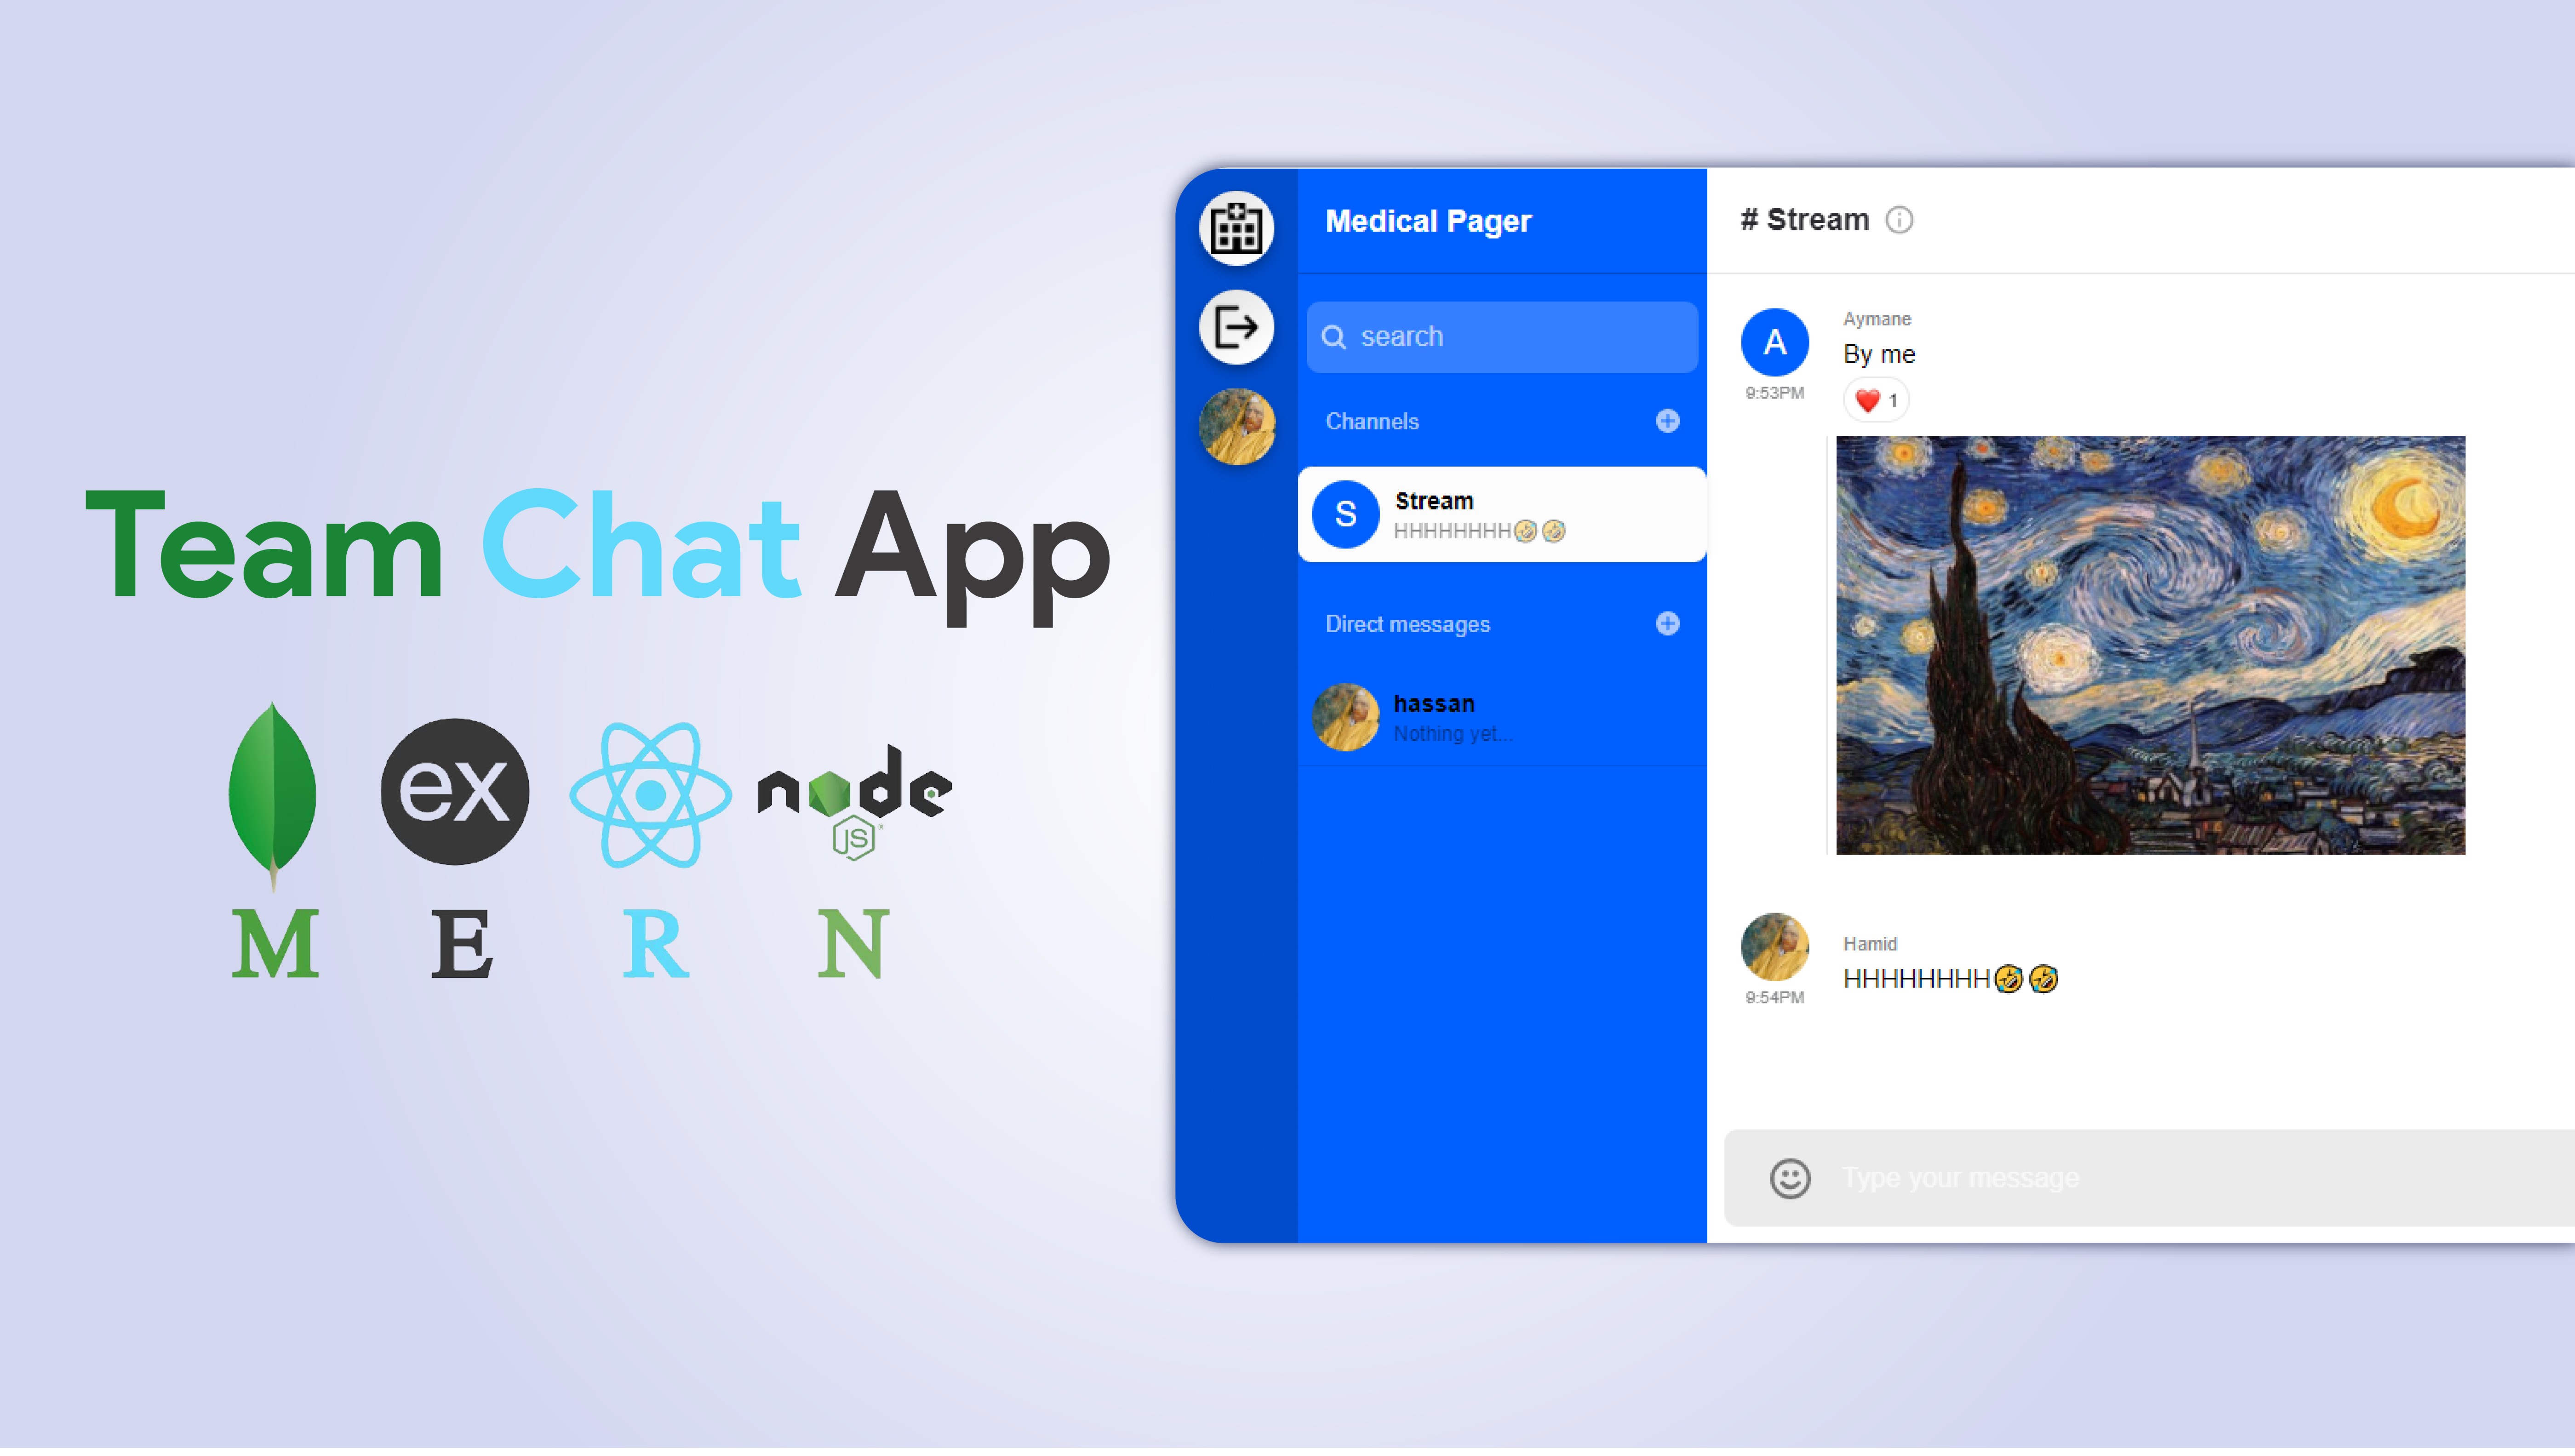 Team Chat App
ex
node
JS
M E R N
Medical Pager
search
Channels
S
Stream
HHHHHHHH🤣🤣
Direct messages
hassan
Nothing yet...
# Stream
A
Aymane
By me
9:53PM
❤️ 1
Hamid
HHHHHHHH🤣🤣
9:54PM
Type your message